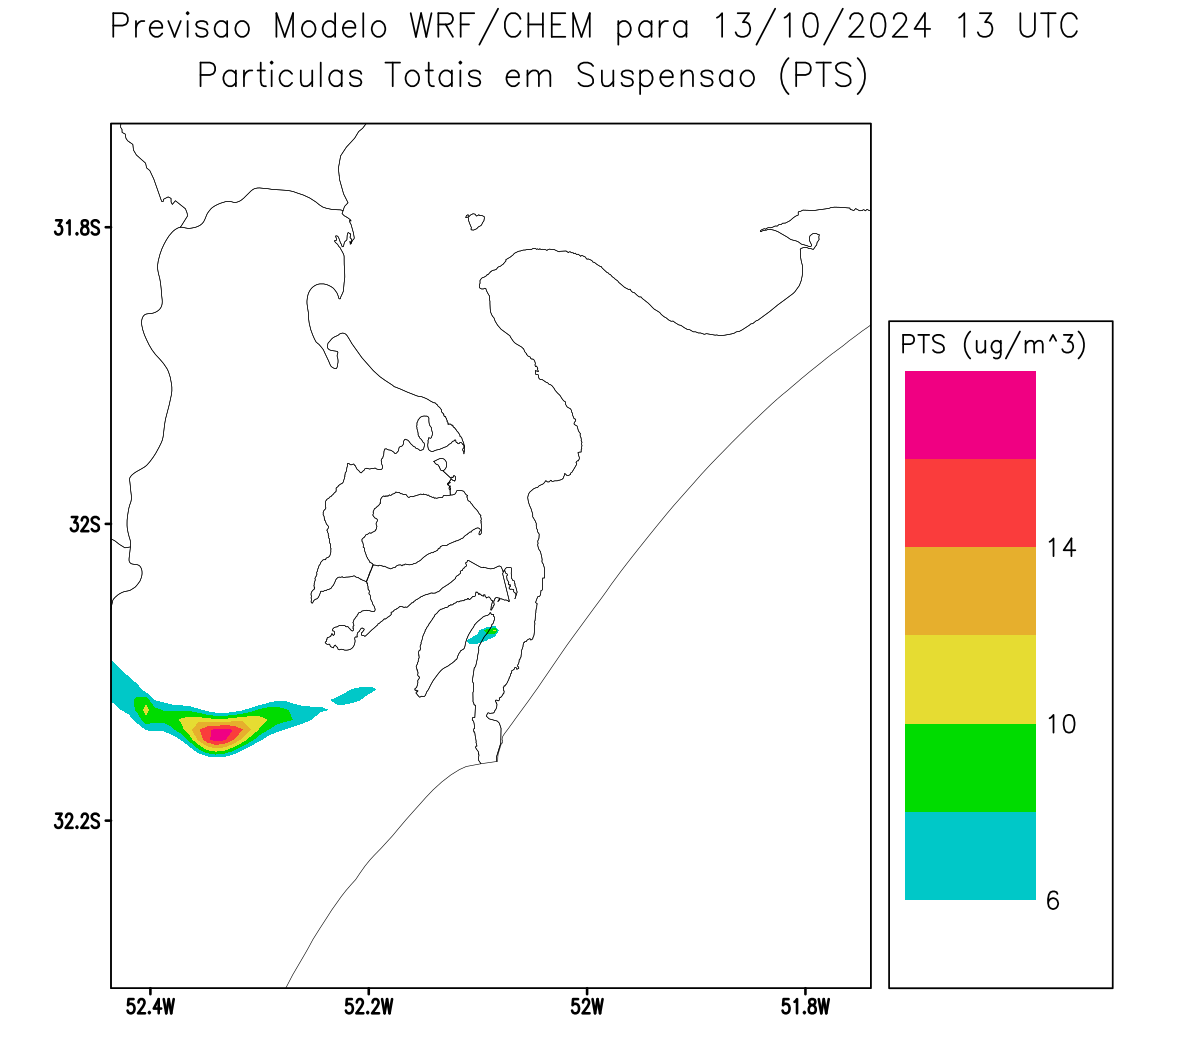 Previsao Modelo WRF/CHEM para 13/10/2024 13 UTC
Particulas Totais em Suspensao (PTS)
31.8S
32S
32.2S
52.4W 52.2W 52W 51.8W
PTS (ug/m^3)
14
10
6